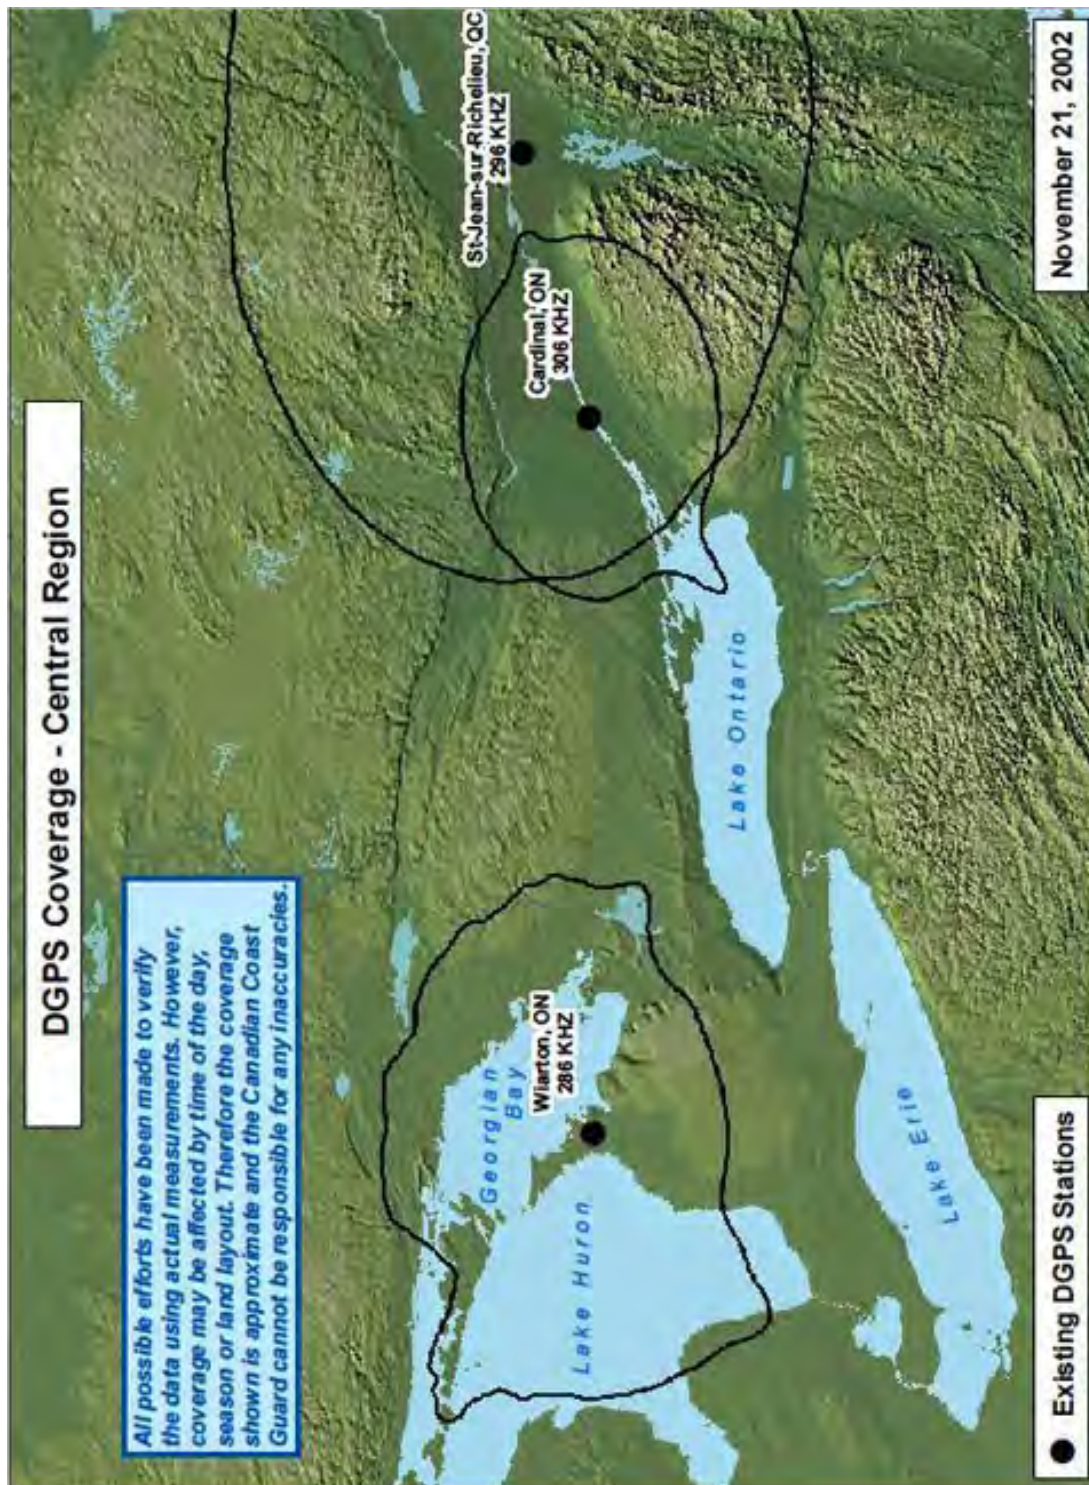 DGPS Coverage - Central Region
All possible efforts have been made to verify
the data using actual measurements. However,
coverage may be affected by time of the day,
season or land layout. Therefore the coverage
shown is approximate and the Canadian Coast
Guard cannot be responsible for any inaccuracies.
St-Jean-sur-Richelieu, QC
296 KHZ
Cardinal, ON
306 KHZ
Wiarton, ON
286 KHZ
Georgian
Bay
Lake Huron
Lake Ontario
Lake Erie
Existing DGPS Stations
November 21, 2002